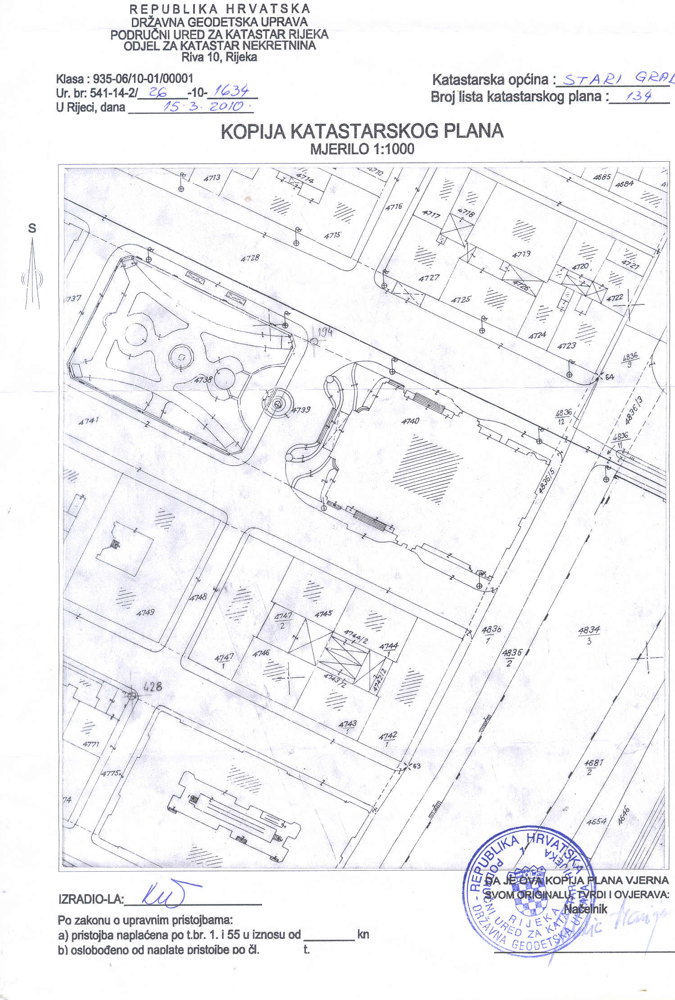 REPUBLIKA HRVATSKA
DRŽAVNA GEODETSKA UPRAVA
PODRUČNI URED ZA KATASTAR RIJEKA
ODJEL ZA KATASTAR NEKRETNINA
Riva 10, Rijeka
Klasa : 935-06/10-01/00001
Ur. br: 541-14-2/ 26 -10- 1634
U Rijeci, dana 15.3.2010.
Katastarska općina : STARI GRAD
Broj lista katastarskog plana : 134
KOPIJA KATASTARSKOG PLANA
MJERILO 1:1000
S
4713
4714
4710
4685
4684
4716
4717
4718
4715
4719
4728
4720
4721
4727
4726
4725
4722
4737
194
4724
4723
4836
9
64
4738
4739
4740
4741
4836
12
4836/3
4836
11
4836/5
4748
4749
4747
2
4745
4744/2
4744
1
4836
1
4834
3
4836
2
4747
1
4746
4743/2
4742/2
428
4743
1
4742
1
4771
63
4775
4681
2
74
4654
4646
REPUBLIKA HRVATSKA
DRŽAVNA GEODETSKA UPRAVA
PODRUČNI URED ZA KATASTAR RIJEKA
1
RIJEKA
DA JE OVA KOPIJA PLANA VJERNA
SVOM ORIGINALU, TVRDI I OVJERAVA:
Načelnik
IZRADIO-LA:
Po zakonu o upravnim pristojbama:
a) pristojba naplaćena po t.br. 1. i 55 u iznosu od kn
b) oslobođeno od naplate pristojbe po čl. t.